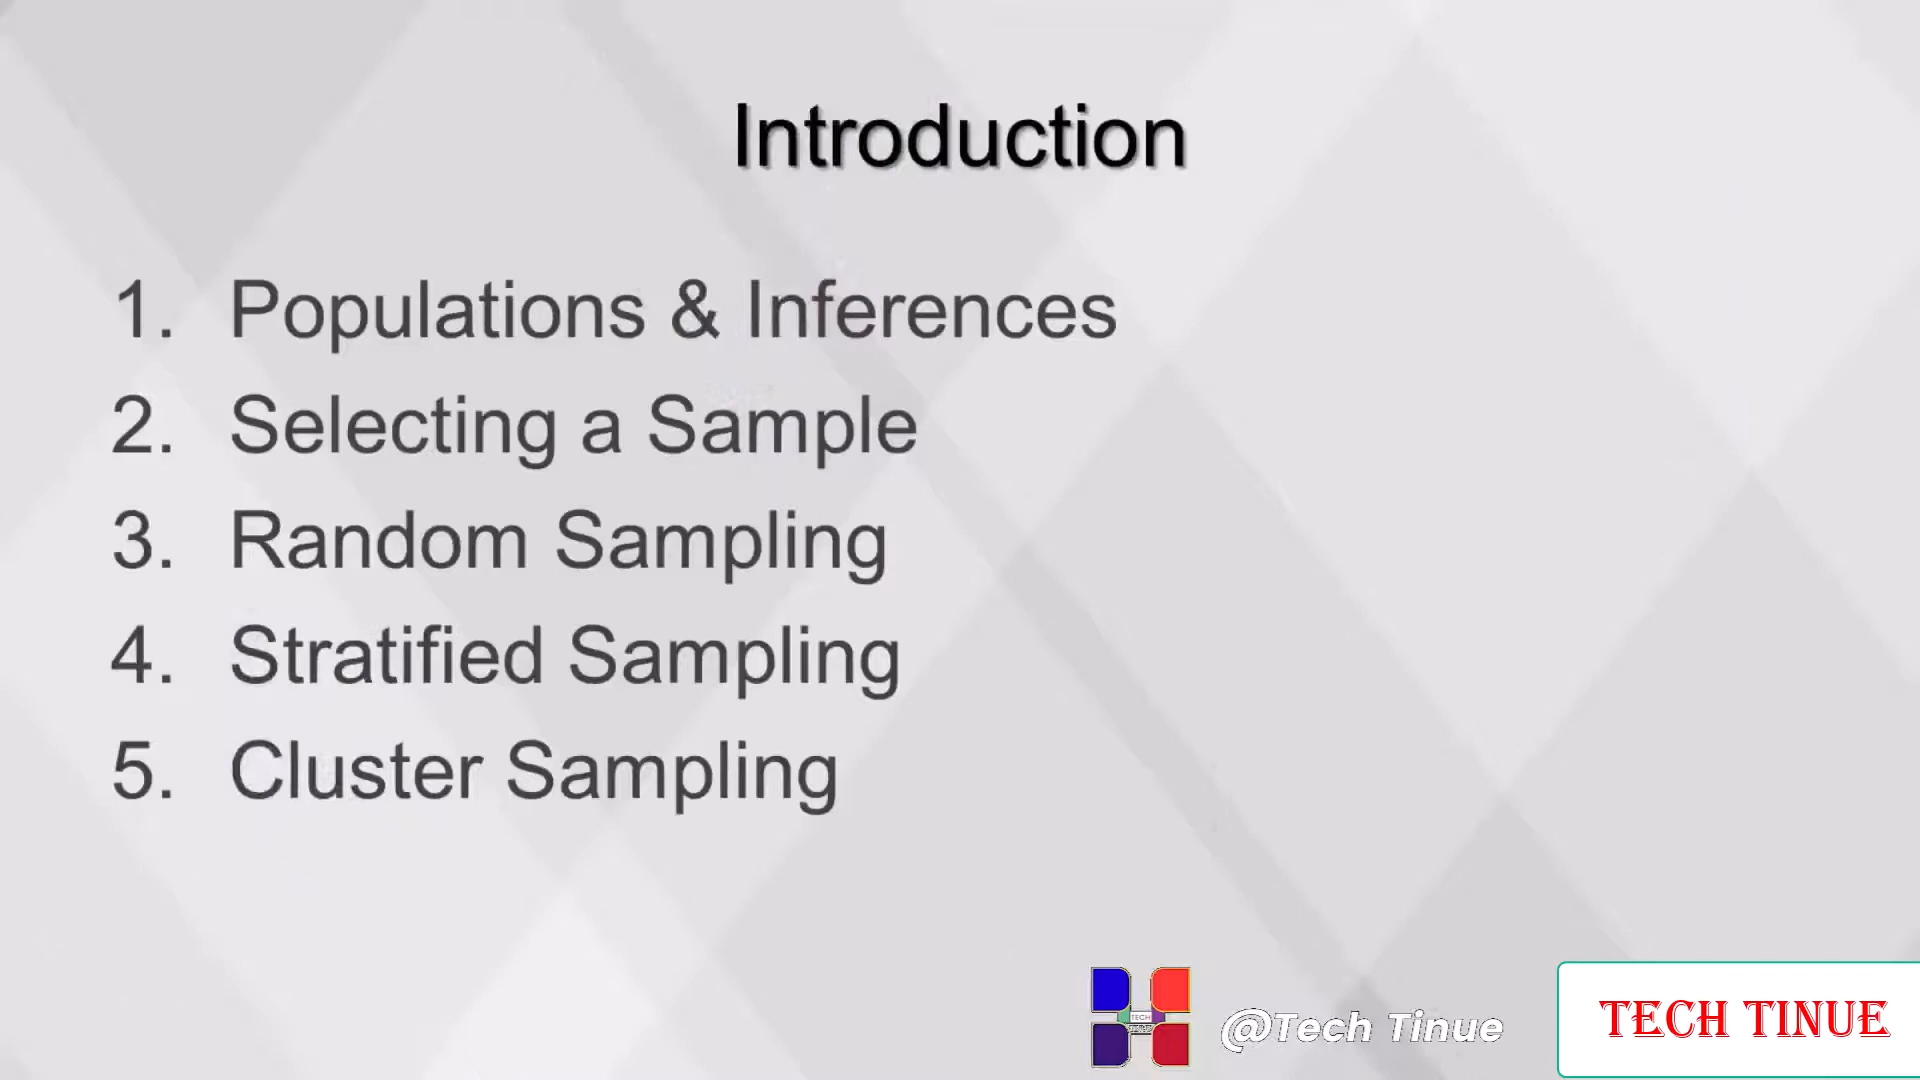 Introduction
1. Populations & Inferences
2. Selecting a Sample
3. Random Sampling
4. Stratified Sampling
5. Cluster Sampling
TECH
@Tech Tinue
TECH TINUE